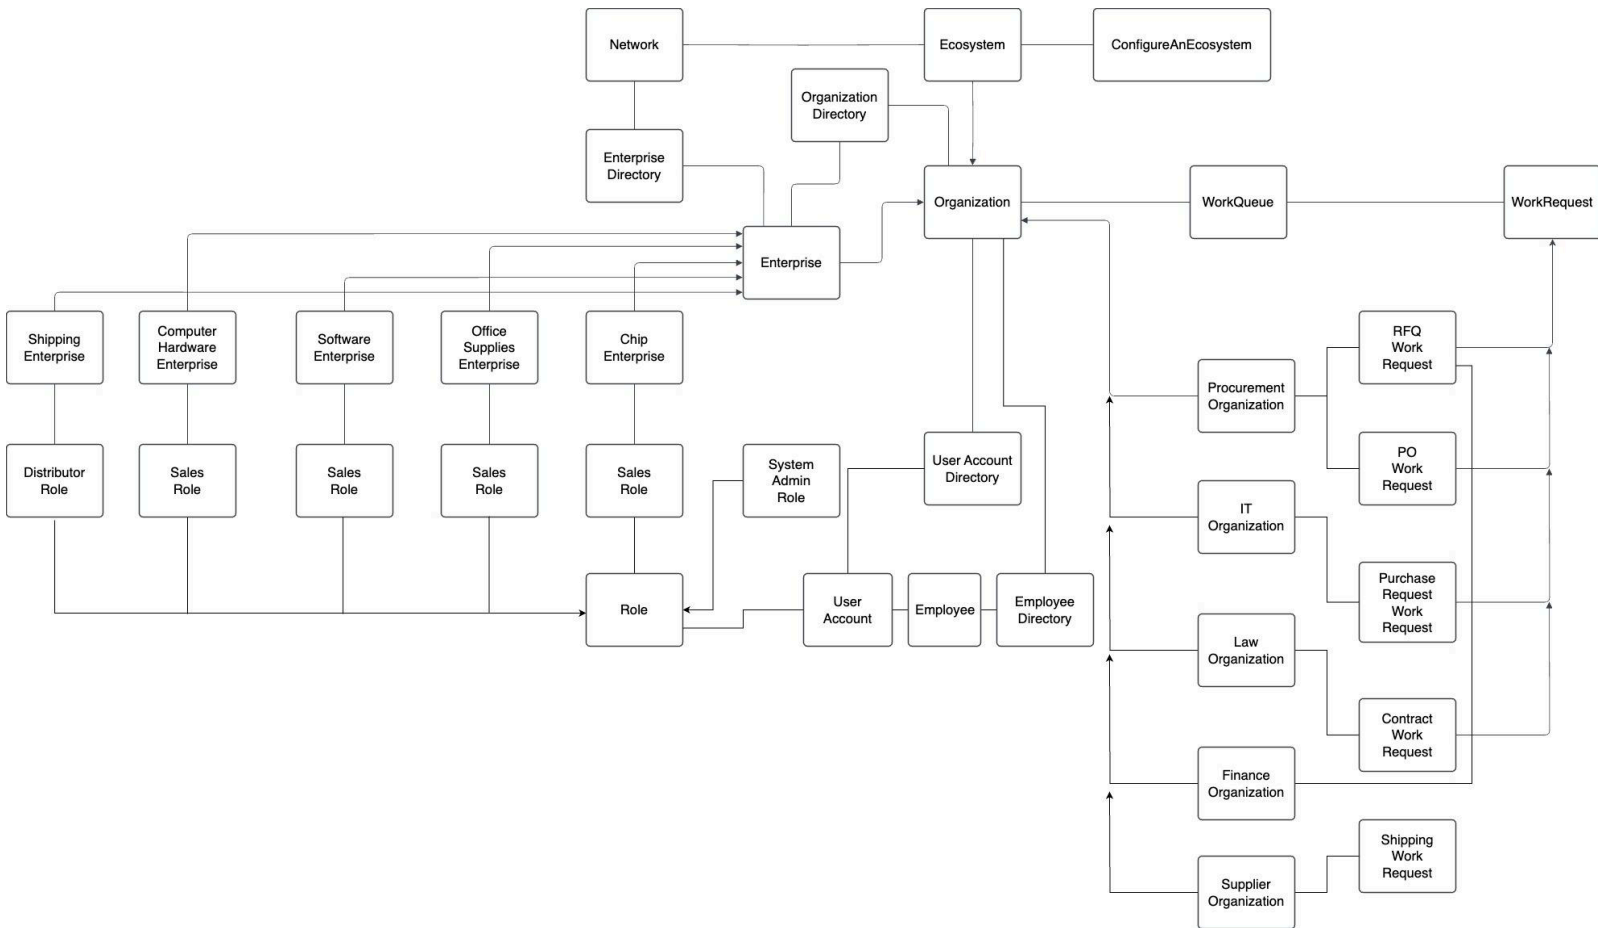 Network
Ecosystem
ConfigureAnEcosystem
Organization
Directory
Enterprise
Directory
Organization
WorkQueue
WorkRequest
Enterprise
Shipping
Enterprise
Computer
Hardware
Enterprise
Software
Enterprise
Office
Supplies
Enterprise
Chip
Enterprise
RFQ
Work
Request
Procurement
Organization
Distributor
Role
Sales
Role
Sales
Role
Sales
Role
Sales
Role
System
Admin
Role
User Account
Directory
PO
Work
Request
IT
Organization
Role
User
Account
Employee
Employee
Directory
Purchase
Request
Work
Request
Law
Organization
Contract
Work
Request
Finance
Organization
Shipping
Work
Request
Supplier
Organization